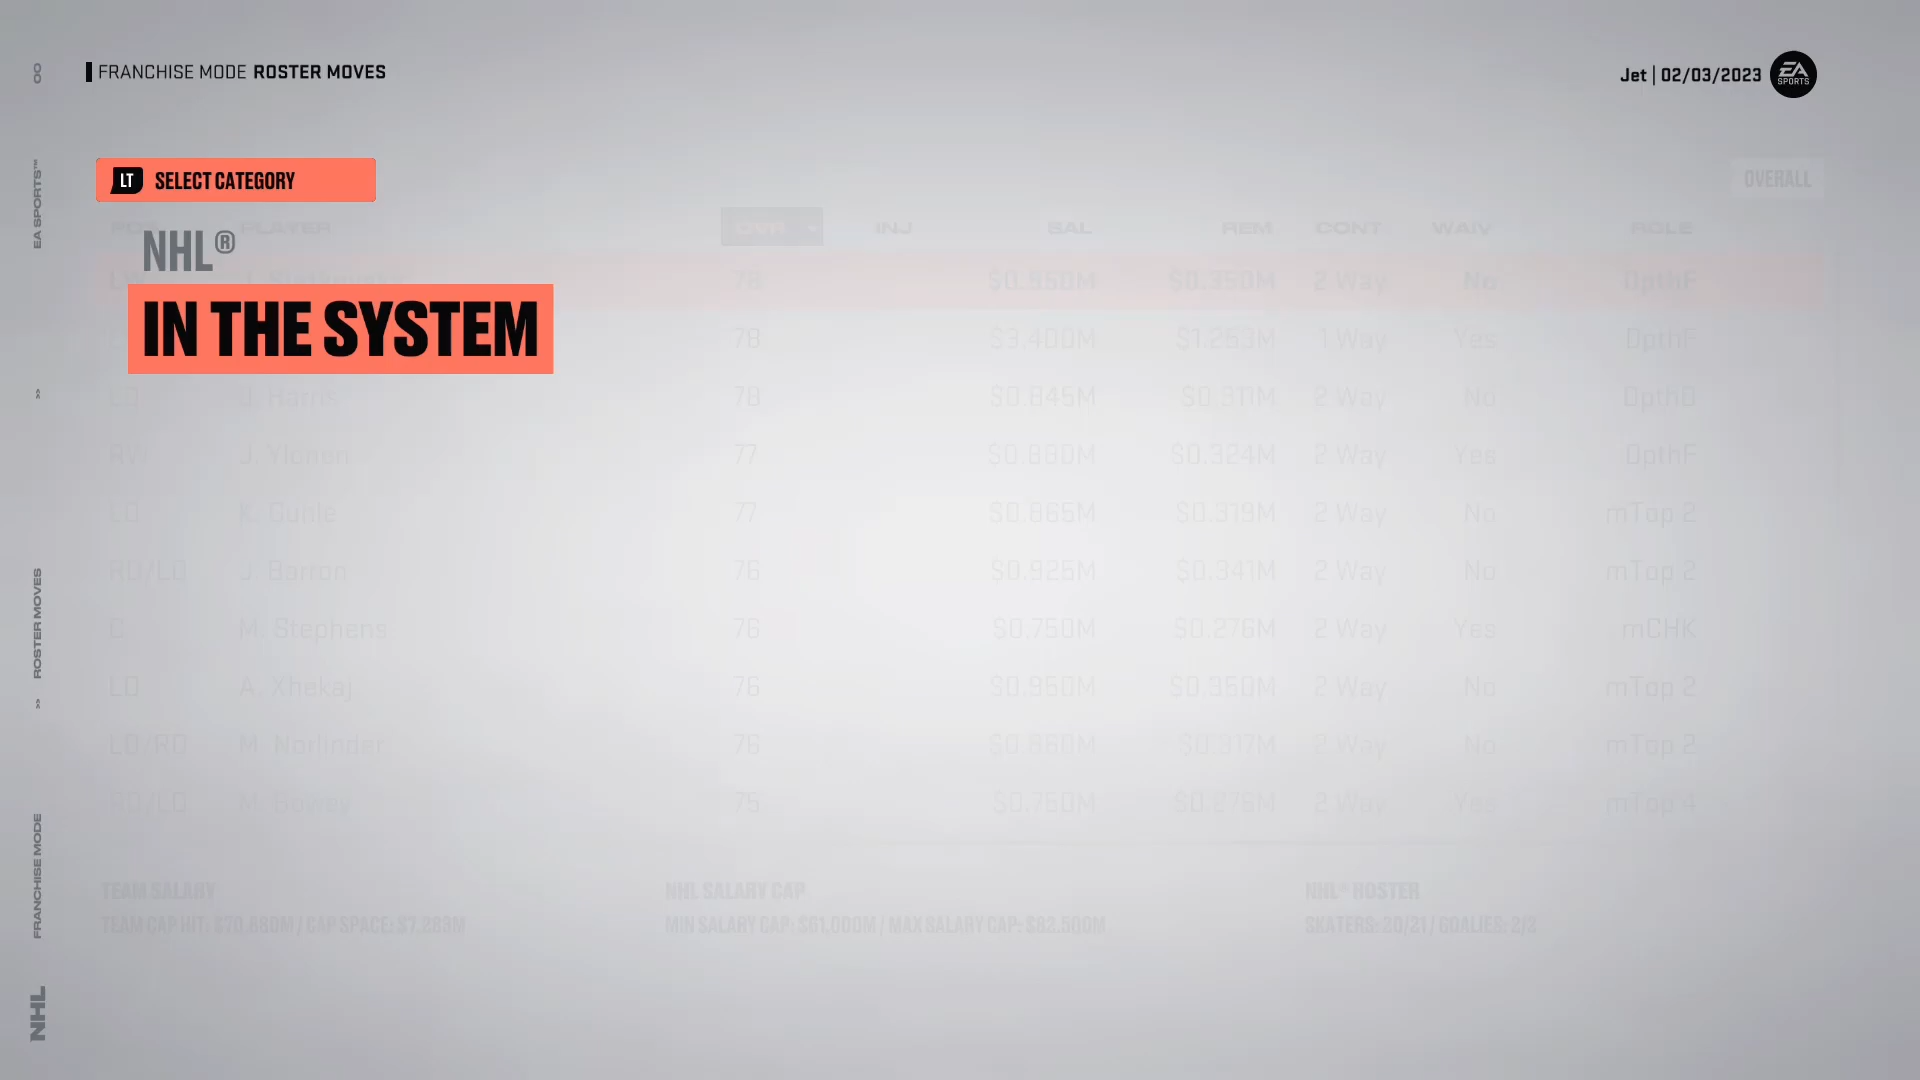 FRANCHISE MODE ROSTER MOVES
Jet | 02/03/2023
EA SPORTS
LT SELECT CATEGORY
OVERALL
NHL®
IN THE SYSTEM
POS PLAYER OVR INJ SAL REM CONT WAIV ROLE
LW 78 $0.950M $0.350M 2 Way No DpthF
78 $3.400M $1.253M 1 Way Yes DpthF
LD J. Harris 78 $0.845M $0.311M 2 Way No DpthD
RW J. Ylonen 77 $0.880M $0.324M 2 Way Yes DpthF
LD K. Guhle 77 $0.865M $0.319M 2 Way No mTop 2
RD/LD J. Barron 76 $0.925M $0.341M 2 Way No mTop 2
C M. Stephens 76 $0.750M $0.276M 2 Way Yes mCHK
LD A. Xhekaj 76 $0.950M $0.350M 2 Way No mTop 2
LD/RD M. Norlinder 76 $0.860M $0.317M 2 Way No mTop 2
RD/LD M. 75 $0.750M $0.276M 2 Way Yes mTop 4
TEAM SALARY
TEAM CAP HIT: / CAP SPACE:
NHL SALARY CAP
MIN SALARY CAP: $61.000M / MAX SALARY CAP: $82.500M
NHL® ROSTER
SKATERS: 20/21 / GOALIES: 2/2
EA SPORTS™
>>
ROSTER MOVES
>>
FRANCHISE MODE
NHL